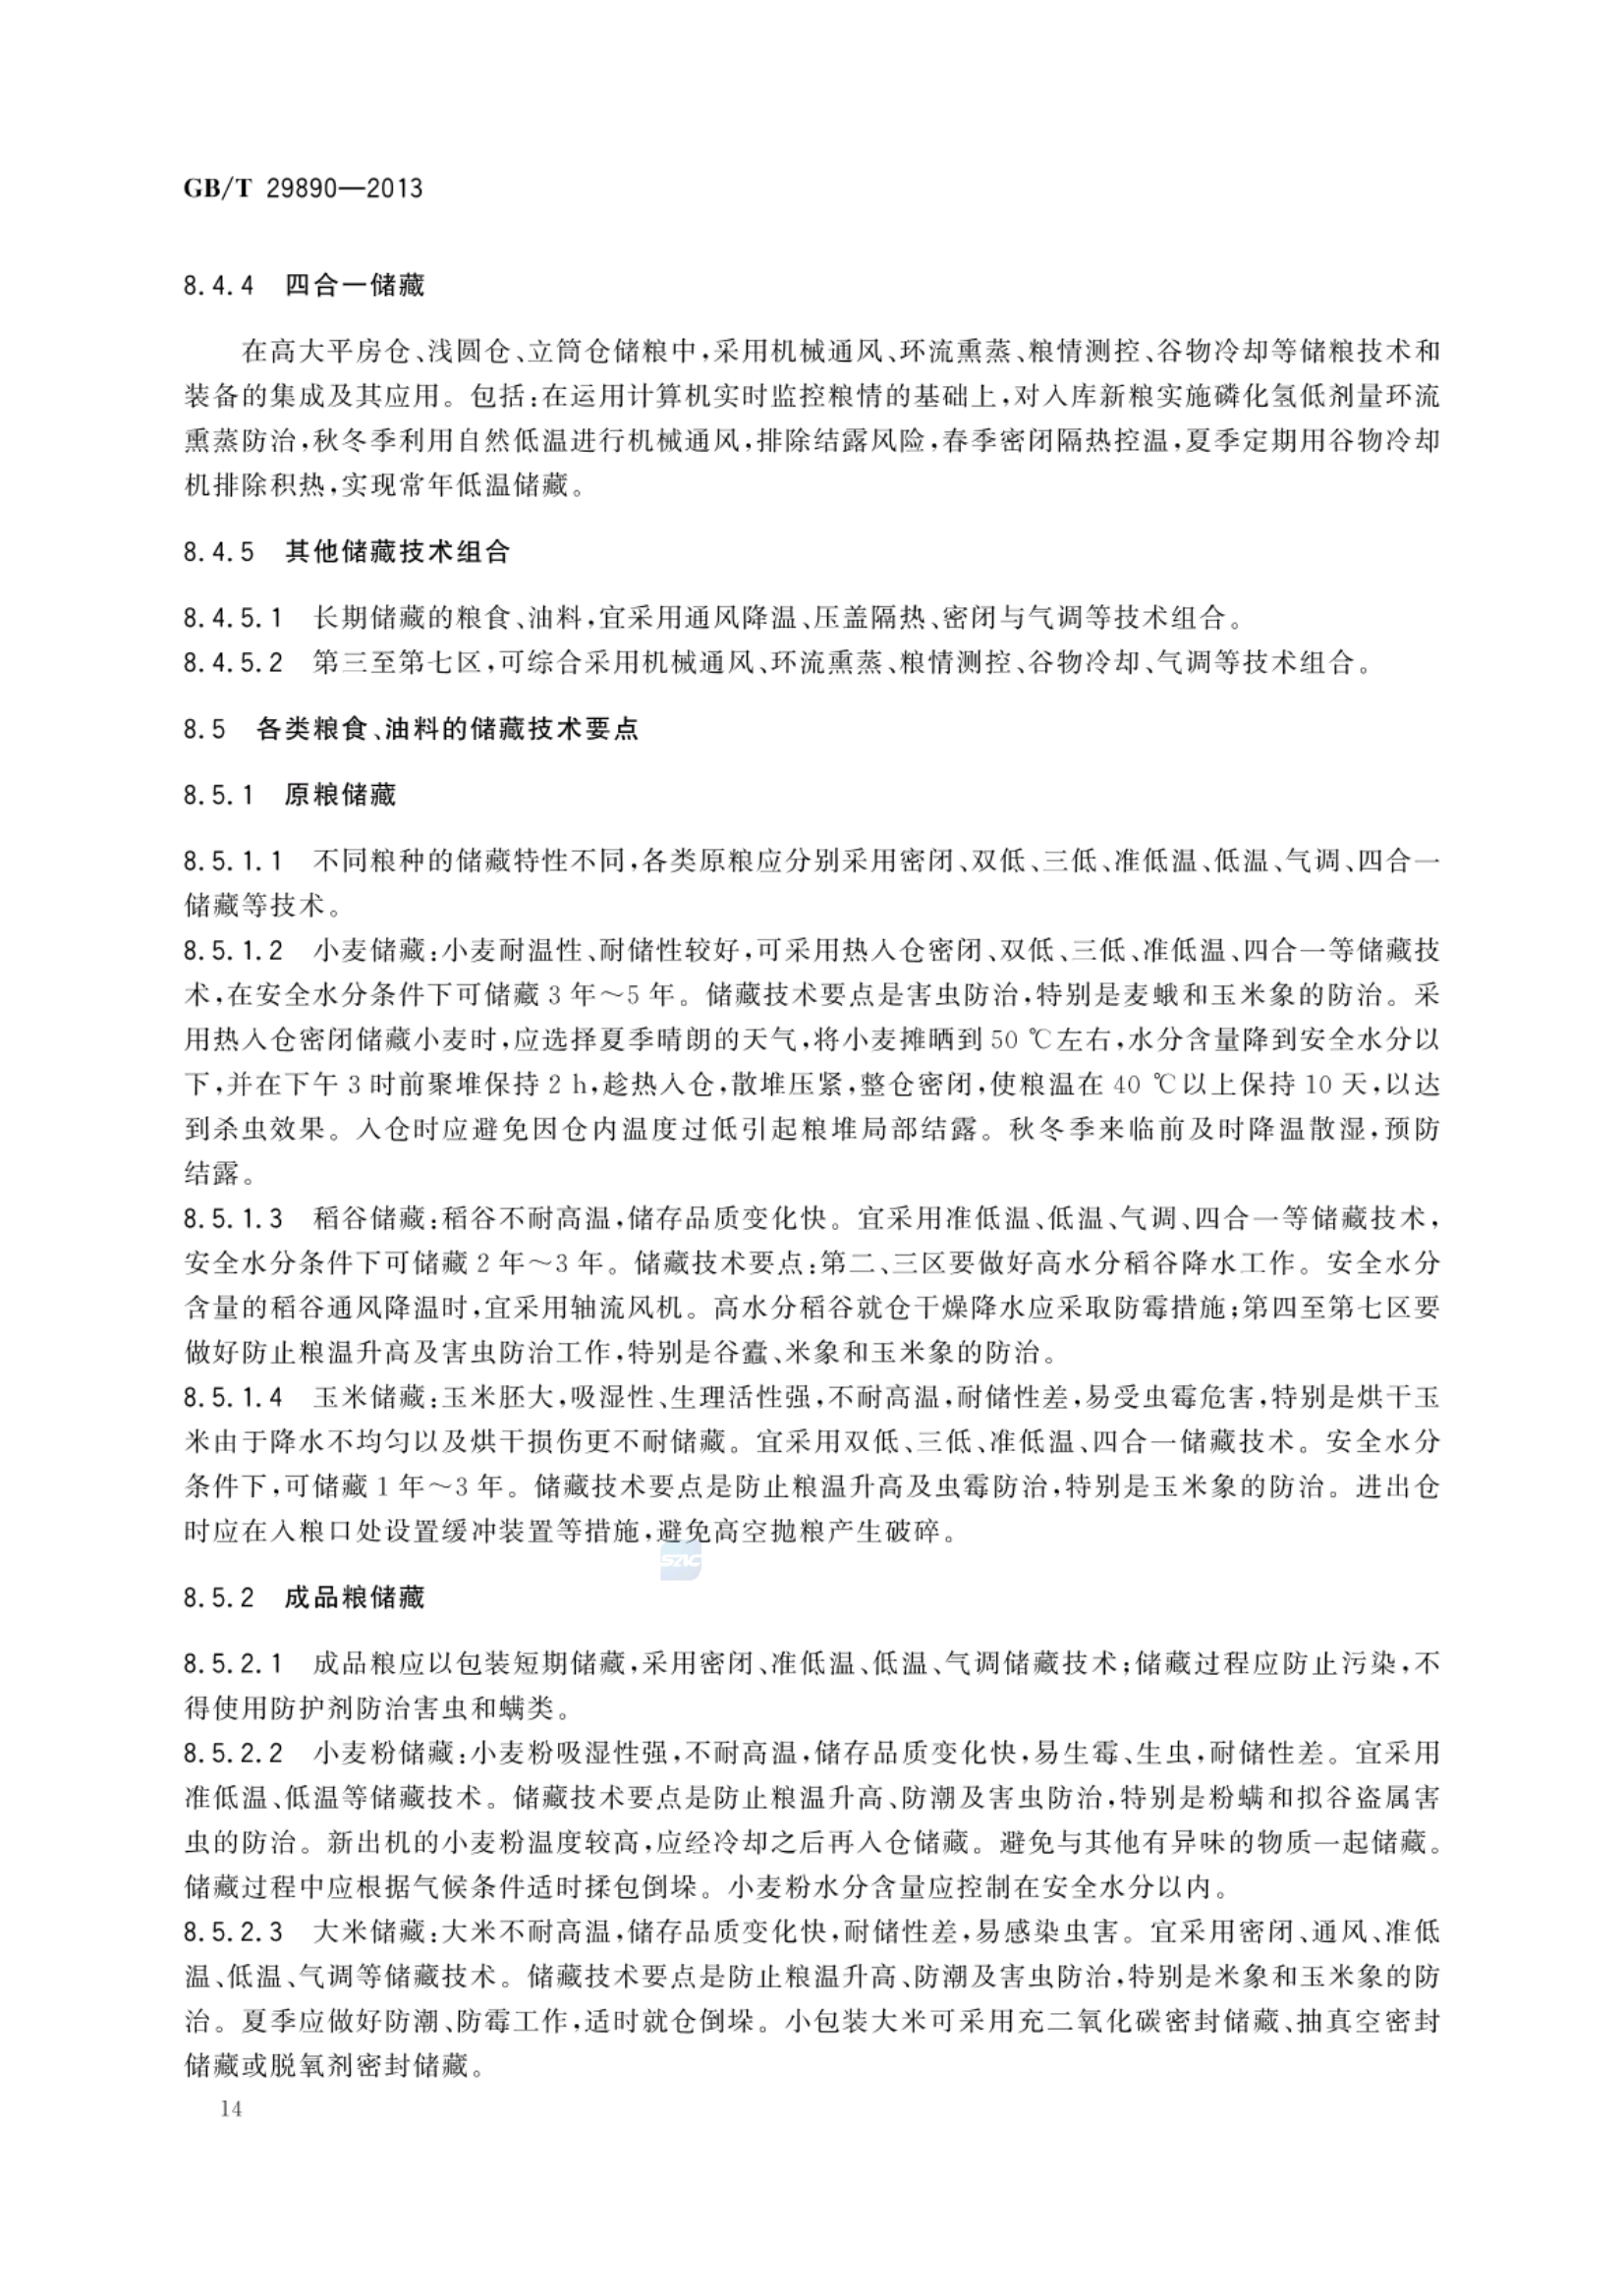 GB/T 29890—2013
8.4.4 四合一储藏
在高大平房仓、浅圆仓、立筒仓储粮中,采用机械通风、环流熏蒸、粮情测控、谷物冷却等储粮技术和
装备的集成及其应用。包括:在运用计算机实时监控粮情的基础上,对入库新粮实施磷化氢低剂量环流
熏蒸防治,秋冬季利用自然低温进行机械通风,排除结露风险,春季密闭隔热控温,夏季定期用谷物冷却
机排除积热,实现常年低温储藏。
8.4.5 其他储藏技术组合
8.4.5.1 长期储藏的粮食、油料,宜采用通风降温、压盖隔热、密闭与气调等技术组合。
8.4.5.2 第三至第七区,可综合采用机械通风、环流熏蒸、粮情测控、谷物冷却、气调等技术组合。
8.5 各类粮食、油料的储藏技术要点
8.5.1 原粮储藏
8.5.1.1 不同粮种的储藏特性不同,各类原粮应分别采用密闭、双低、三低、准低温、低温、气调、四合一
储藏等技术。
8.5.1.2 小麦储藏:小麦耐温性、耐储性较好,可采用热入仓密闭、双低、三低、准低温、四合一等储藏技
术,在安全水分条件下可储藏 3 年～5 年。储藏技术要点是害虫防治,特别是麦蛾和玉米象的防治。采
用热入仓密闭储藏小麦时,应选择夏季晴朗的天气,将小麦摊晒到 50 ℃左右,水分含量降到安全水分以
下,并在下午 3 时前聚堆保持 2 h,趁热入仓,散堆压紧,整仓密闭,使粮温在 40 ℃以上保持 10 天,以达
到杀虫效果。入仓时应避免因仓内温度过低引起粮堆局部结露。秋冬季来临前及时降温散湿,预防
结露。
8.5.1.3 稻谷储藏:稻谷不耐高温,储存品质变化快。宜采用准低温、低温、气调、四合一等储藏技术,
安全水分条件下可储藏 2 年～3 年。储藏技术要点:第二、三区要做好高水分稻谷降水工作。安全水分
含量的稻谷通风降温时,宜采用轴流风机。高水分稻谷就仓干燥降水应采取防霉措施;第四至第七区要
做好防止粮温升高及害虫防治工作,特别是谷蠹、米象和玉米象的防治。
8.5.1.4 玉米储藏:玉米胚大,吸湿性、生理活性强,不耐高温,耐储性差,易受虫霉危害,特别是烘干玉
米由于降水不均匀以及烘干损伤更不耐储藏。宜采用双低、三低、准低温、四合一储藏技术。安全水分
条件下,可储藏 1 年～3 年。储藏技术要点是防止粮温升高及虫霉防治,特别是玉米象的防治。进出仓
时应在入粮口处设置缓冲装置等措施,避免高空抛粮产生破碎。
SZIC
8.5.2 成品粮储藏
8.5.2.1 成品粮应以包装短期储藏,采用密闭、准低温、低温、气调储藏技术;储藏过程应防止污染,不
得使用防护剂防治害虫和螨类。
8.5.2.2 小麦粉储藏:小麦粉吸湿性强,不耐高温,储存品质变化快,易生霉、生虫,耐储性差。宜采用
准低温、低温等储藏技术。储藏技术要点是防止粮温升高、防潮及害虫防治,特别是粉螨和拟谷盗属害
虫的防治。新出机的小麦粉温度较高,应经冷却之后再入仓储藏。避免与其他有异味的物质一起储藏。
储藏过程中应根据气候条件适时揉包倒垛。小麦粉水分含量应控制在安全水分以内。
8.5.2.3 大米储藏:大米不耐高温,储存品质变化快,耐储性差,易感染虫害。宜采用密闭、通风、准低
温、低温、气调等储藏技术。储藏技术要点是防止粮温升高、防潮及害虫防治,特别是米象和玉米象的防
治。夏季应做好防潮、防霉工作,适时就仓倒垛。小包装大米可采用充二氧化碳密封储藏、抽真空密封
储藏或脱氧剂密封储藏。
14